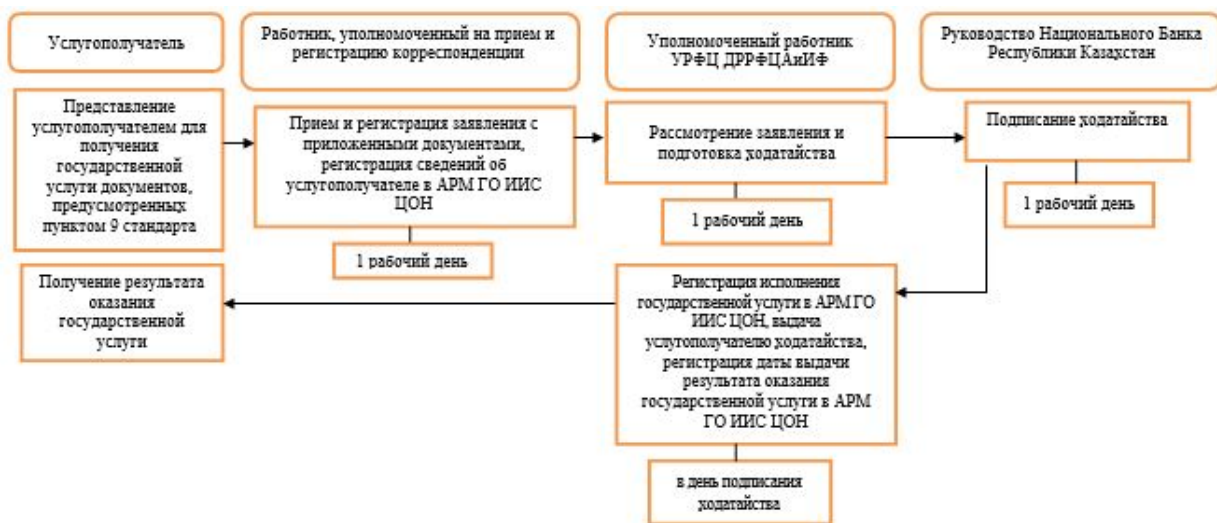 Услугополучатель
Работник, уполномоченный на прием и
регистрацию корреспонденции
Уполномоченный работник
УРФЦ ДРРФЦАиИФ
Руководство Национального Банка
Республики Казахстан
Представление
услугополучателем для
получения
государственной
услуги документов,
предусмотренных
пунктом 9 стандарта
Прием и регистрация заявления с
приложенными документами,
регистрация сведений об
услугополучателе в АРМ ГО ИИС
ЦОН
Рассмотрение заявления и
подготовка ходатайства
Подписание ходатайства
1 рабочий день
1 рабочий день
1 рабочий день
Получение результата
оказания
государственной
услуги
Регистрация исполнения
государственной услуги в АРМ ГО
ИИС ЦОН, выдача
услугополучателю ходатайства,
регистрация даты выдачи
результата оказания
государственной услуги в АРМ
ГО ИИС ЦОН
в день подписания
ходатайства